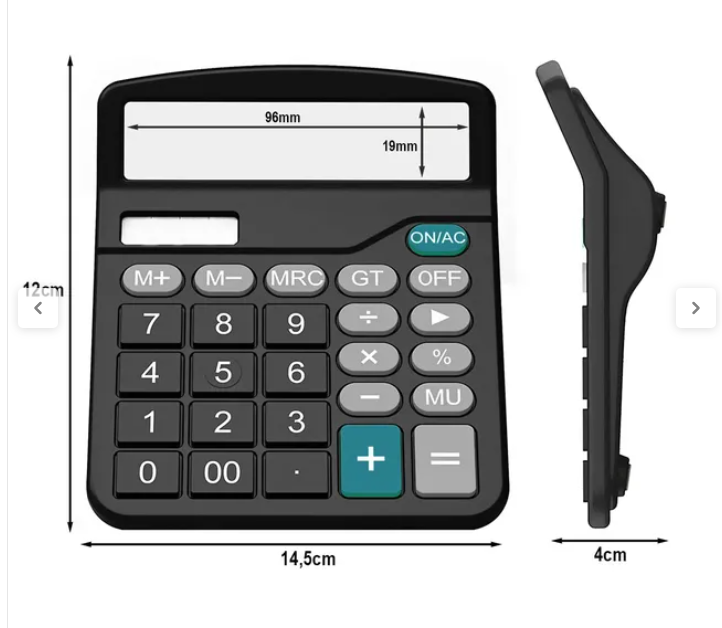 96mm
19mm
ON/AC
12cm
M+ M− MRC GT OFF
7 8 9 ÷ ▶
4 5 6 × %
1 2 3 − MU
0 00 · + =
14,5cm
4cm